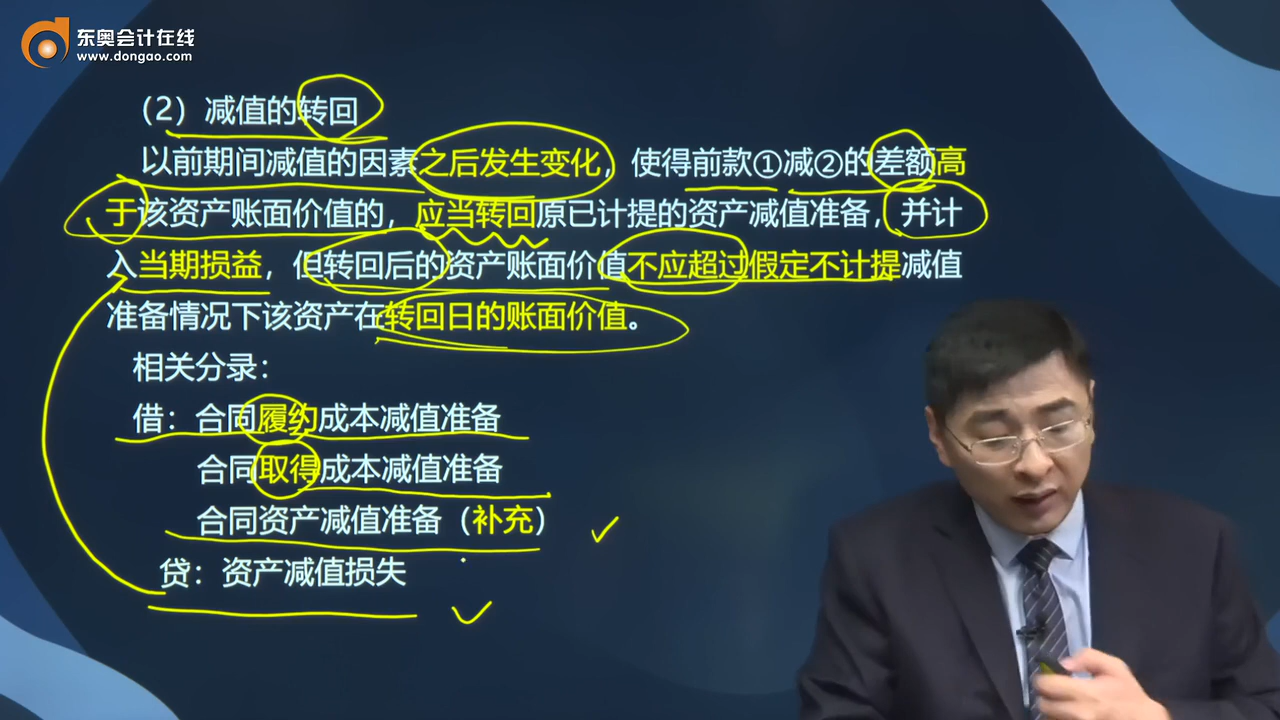 东奥会计在线
www.dongao.com
（2）减值的转回
以前期间减值的因素之后发生变化，使得前款①减②的差额高
于该资产账面价值的，应当转回原已计提的资产减值准备，并计
入当期损益，但转回后的资产账面价值不应超过假定不计提减值
准备情况下该资产在转回日的账面价值。
相关分录：
借：合同履约成本减值准备
合同取得成本减值准备
合同资产减值准备（补充）
贷：资产减值损失